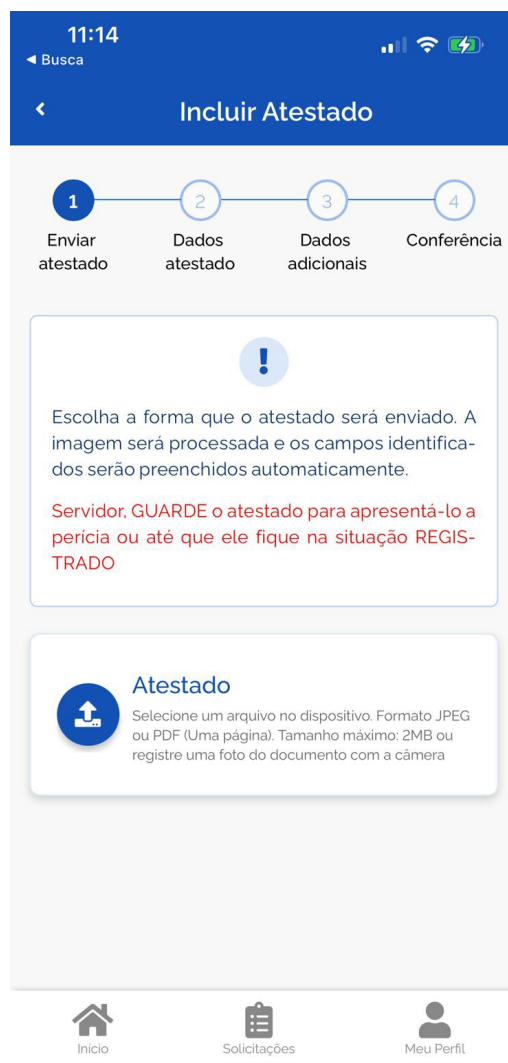 11:14
◀ Busca
Incluir Atestado
1
2
3
4
Enviar
atestado
Dados
atestado
Dados
adicionais
Conferência
!
Escolha a forma que o atestado será enviado. A
imagem será processada e os campos identifica-
dos serão preenchidos automaticamente.
Servidor, GUARDE o atestado para apresentá-lo a
perícia ou até que ele fique na situação REGIS-
TRADO
Atestado
Selecione um arquivo no dispositivo. Formato JPEG
ou PDF (Uma página). Tamanho máximo: 2MB ou
registre uma foto do documento com a câmera
Início
Solicitações
Meu Perfil